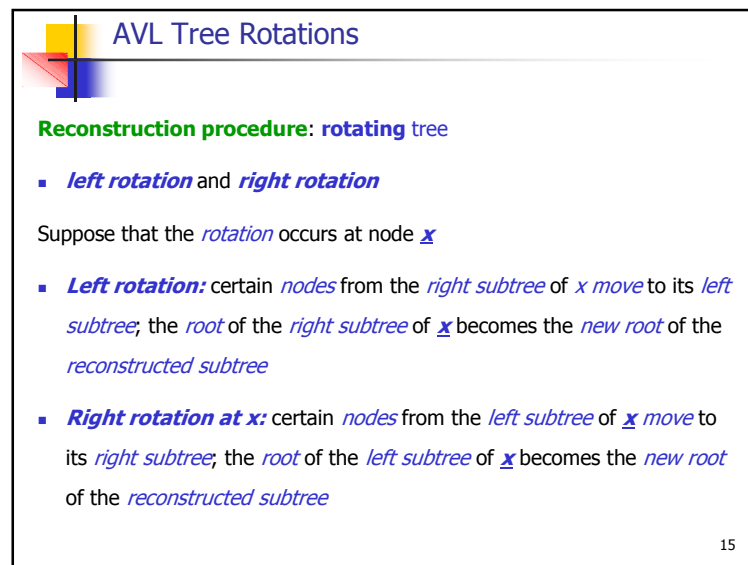 AVL Tree Rotations
Reconstruction procedure: rotating tree
▪ left rotation and right rotation
Suppose that the rotation occurs at node x
▪ Left rotation: certain nodes from the right subtree of x move to its left
subtree; the root of the right subtree of x becomes the new root of the
reconstructed subtree
▪ Right rotation at x: certain nodes from the left subtree of x move to
its right subtree; the root of the left subtree of x becomes the new root
of the reconstructed subtree
15